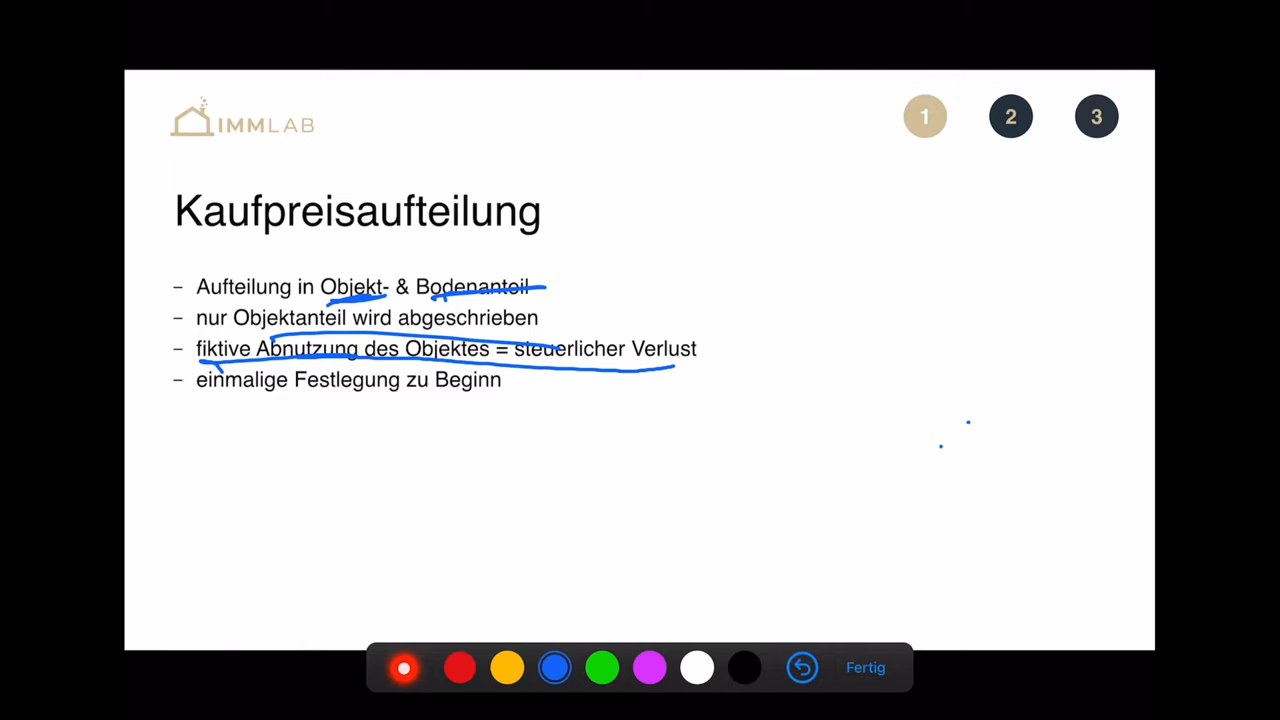 IMMLAB
1 2 3
Kaufpreisaufteilung
– Aufteilung in Objekt- & Bodenanteil
– nur Objektanteil wird abgeschrieben
– fiktive Abnutzung des Objektes = steuerlicher Verlust
– einmalige Festlegung zu Beginn
Fertig